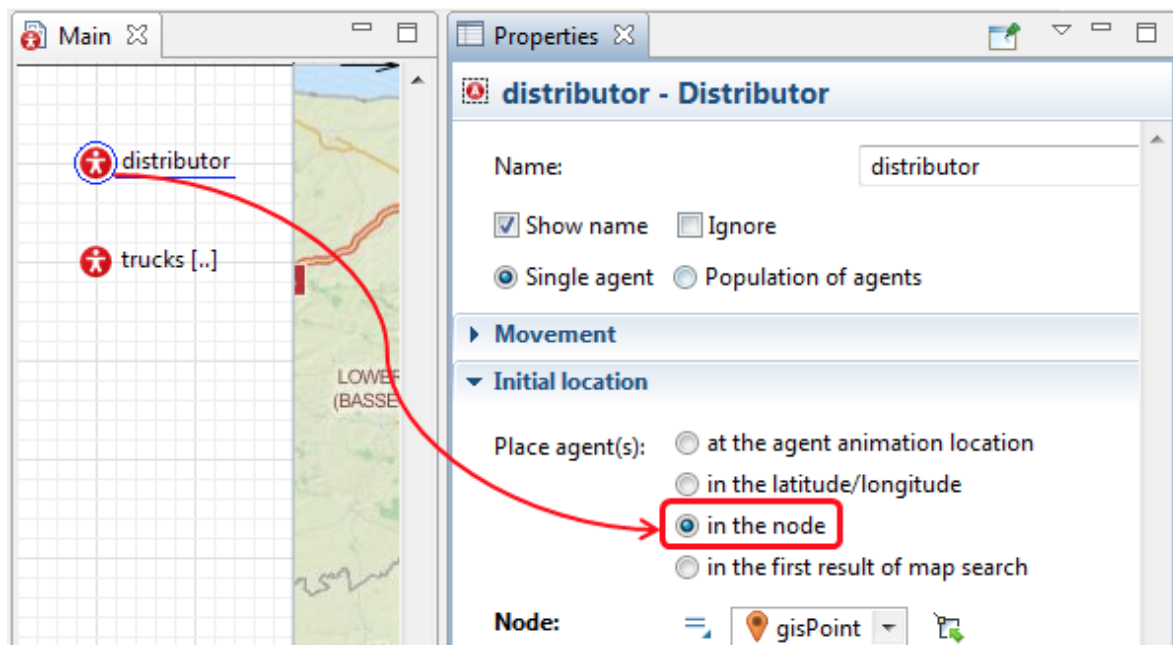 Main
Properties
distributor - Distributor
distributor
Name:
distributor
Show name
Ignore
trucks [..]
Single agent
Population of agents
Movement
LOWER
(BASSE
Initial location
Place agent(s):
at the agent animation location
in the latitude/longitude
in the node
in the first result of map search
Node:
gisPoint